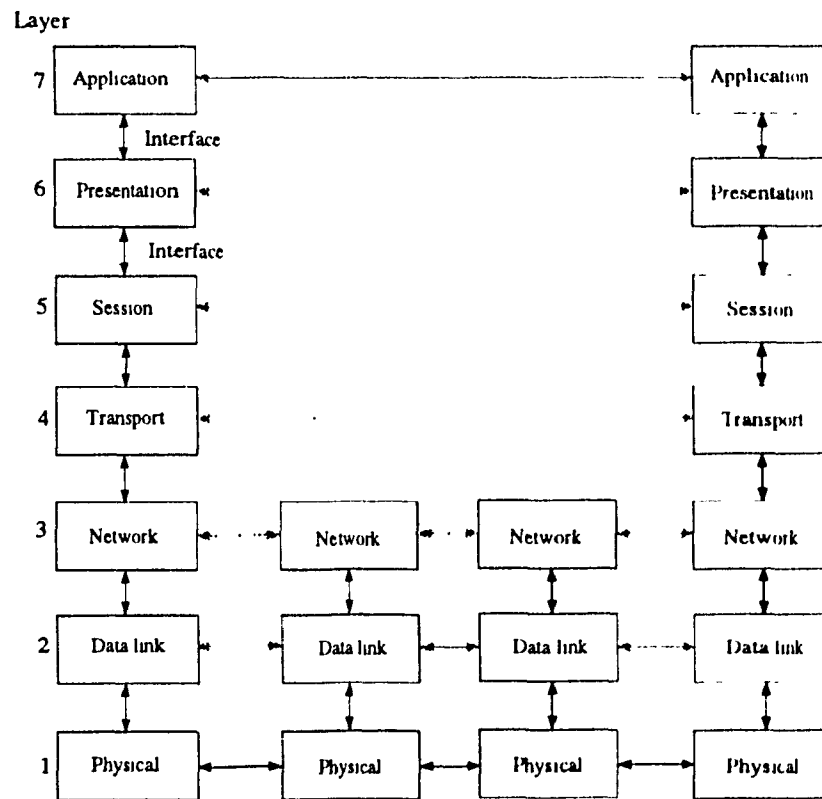 Layer
7 Application Application
Interface
6 Presentation Presentation
Interface
5 Session Session
4 Transport Transport
3 Network Network Network Network
2 Data link Data link Data link Data link
1 Physical Physical Physical Physical